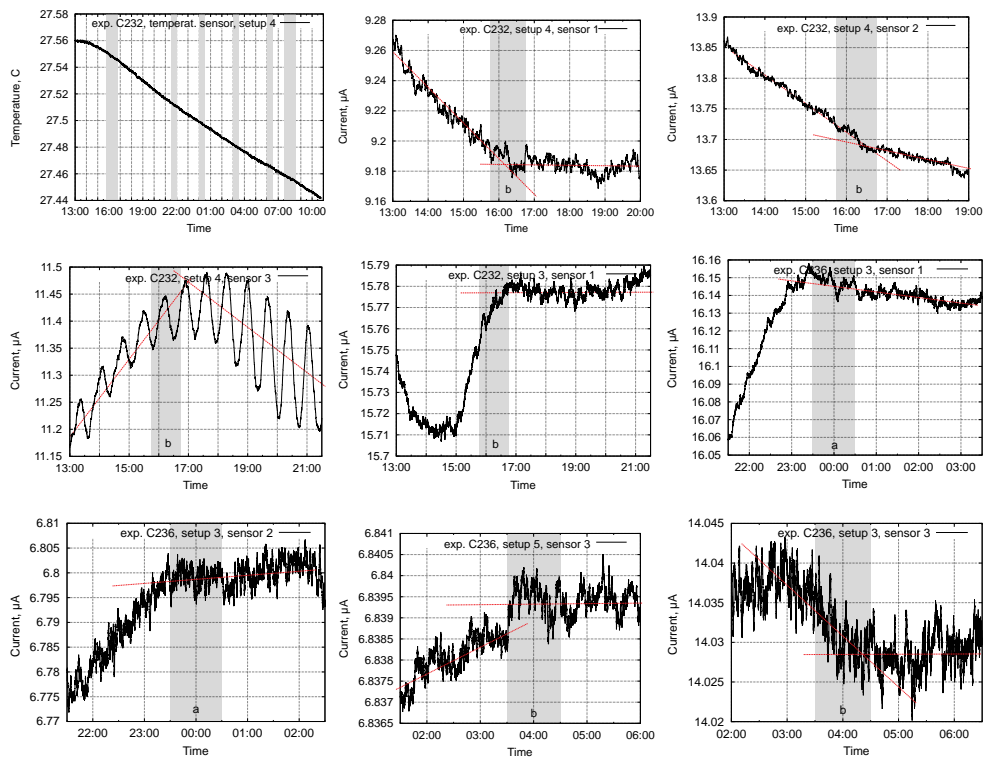 exp. C232, temperat. sensor, setup 4
Temperature, C
27.58
27.56
27.54
27.52
27.5
27.48
27.46
27.44
13:00 16:00 19:00 22:00 01:00 04:00 07:00 10:00
Time
exp. C232, setup 4, sensor 1
Current, µA
9.28
9.26
9.24
9.22
9.2
9.18
9.16
b
13:00 14:00 15:00 16:00 17:00 18:00 19:00 20:00
Time
exp. C232, setup 4, sensor 2
Current, µA
13.9
13.85
13.8
13.75
13.7
13.65
13.6
b
13:00 14:00 15:00 16:00 17:00 18:00 19:00
Time
exp. C232, setup 4, sensor 3
Current, µA
11.5
11.45
11.4
11.35
11.3
11.25
11.2
11.15
b
13:00 15:00 17:00 19:00 21:00
Time
exp. C232, setup 3, sensor 1
Current, µA
15.79
15.78
15.77
15.76
15.75
15.74
15.73
15.72
15.71
15.7
b
13:00 15:00 17:00 19:00 21:00
Time
exp. C236, setup 3, sensor 1
Current, µA
16.16
16.15
16.14
16.13
16.12
16.11
16.1
16.09
16.08
16.07
16.06
16.05
a
22:00 23:00 00:00 01:00 02:00 03:00
Time
exp. C236, setup 3, sensor 2
Current, µA
6.81
6.805
6.8
6.795
6.79
6.785
6.78
6.775
6.77
a
22:00 23:00 00:00 01:00 02:00
Time
exp. C236, setup 5, sensor 3
Current, µA
6.841
6.8405
6.84
6.8395
6.839
6.8385
6.838
6.8375
6.837
6.8365
b
02:00 03:00 04:00 05:00 06:00
Time
exp. C236, setup 3, sensor 3
Current, µA
14.045
14.04
14.035
14.03
14.025
14.02
b
02:00 03:00 04:00 05:00 06:00
Time